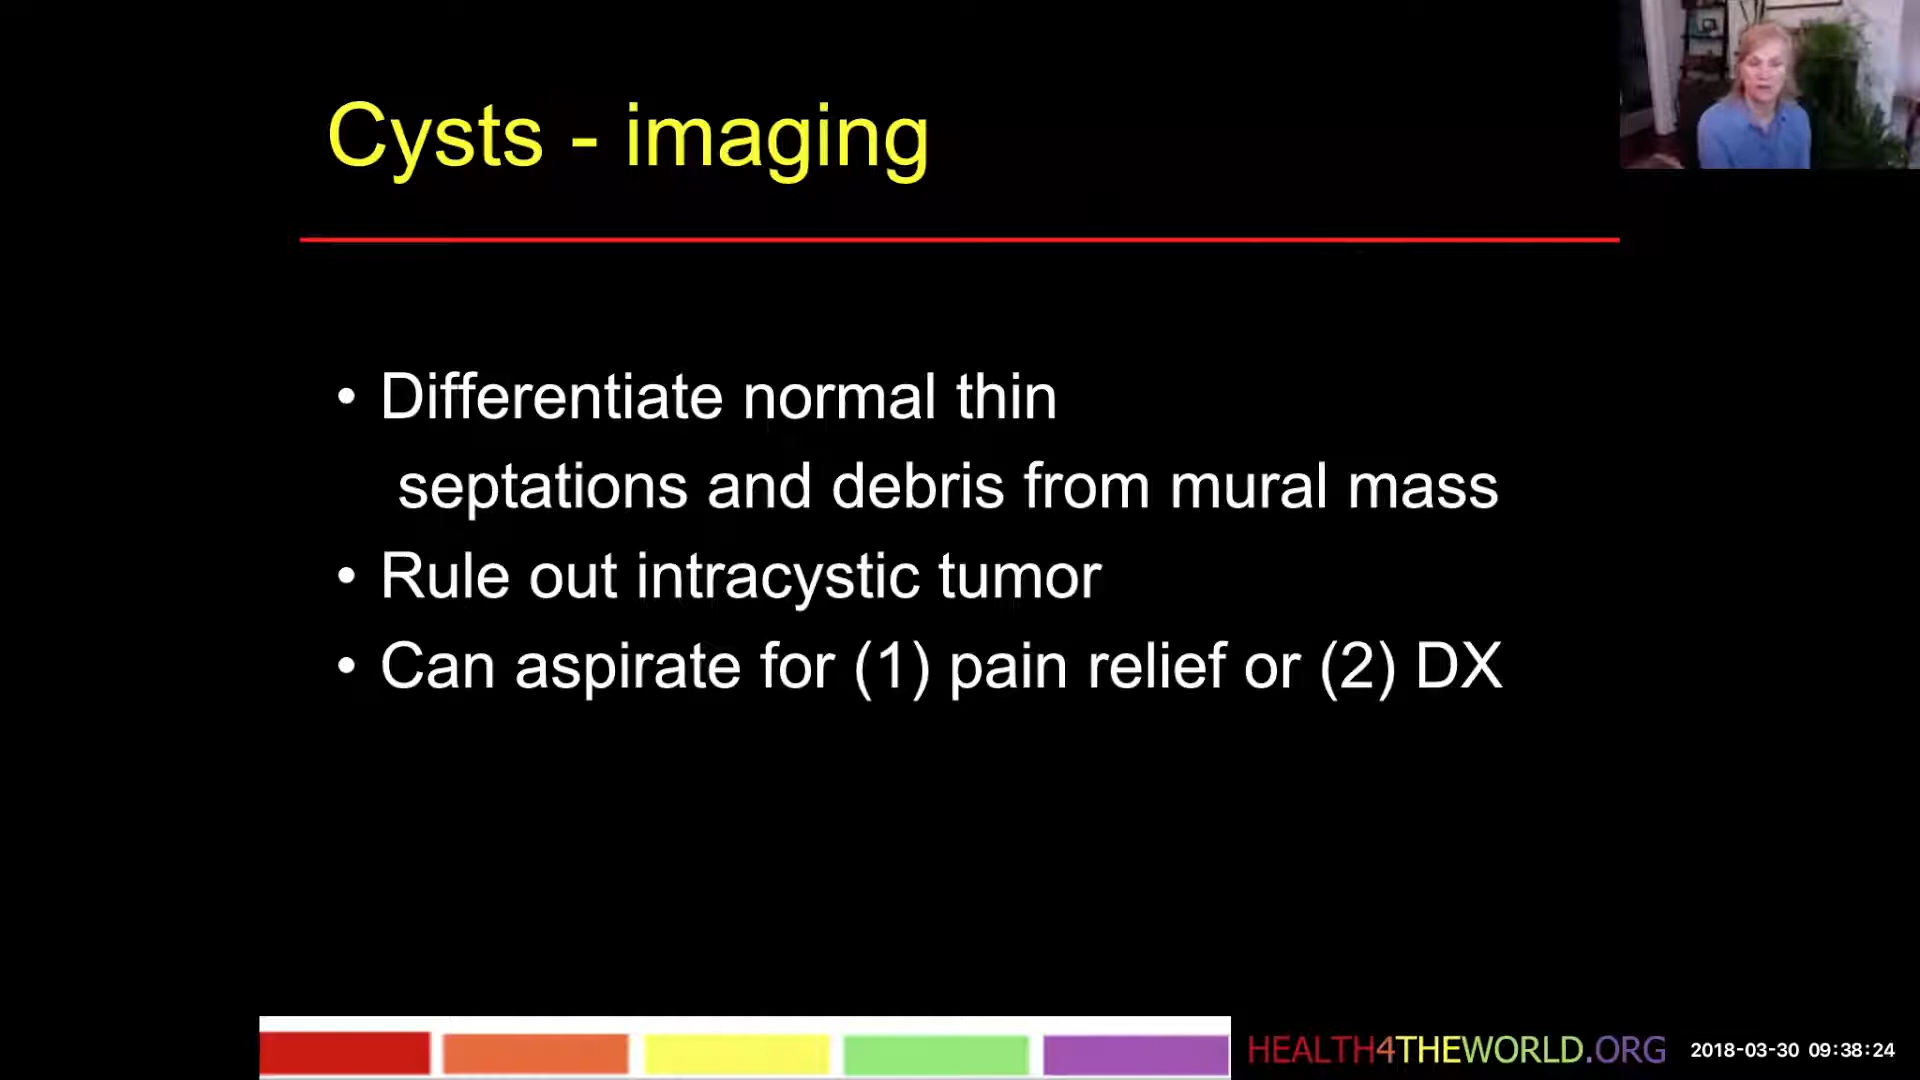 Cysts - imaging
• Differentiate normal thin
septations and debris from mural mass
• Rule out intracystic tumor
• Can aspirate for (1) pain relief or (2) DX
HEALTH4THEWORLD.ORG
2018-03-30 09:38:24